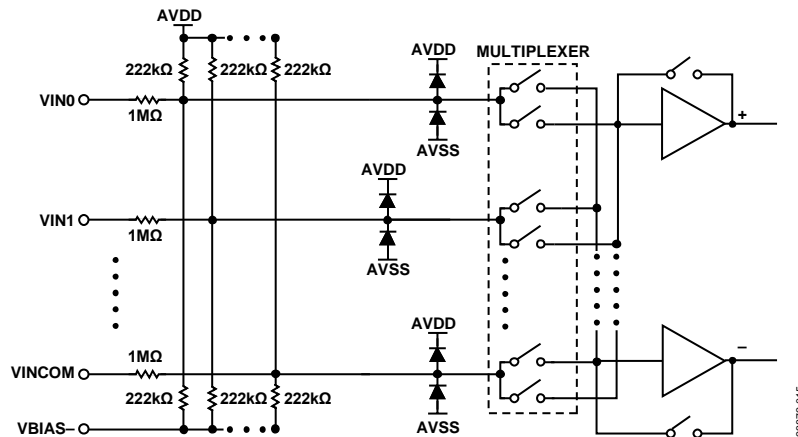 AVDD
222kΩ 222kΩ 222kΩ
AVDD
MULTIPLEXER
VIN0
1MΩ
+
AVSS
AVDD
VIN1
1MΩ
AVSS
AVDD
1MΩ
VINCOM
–
222kΩ 222kΩ 222kΩ
AVSS
VBIAS–